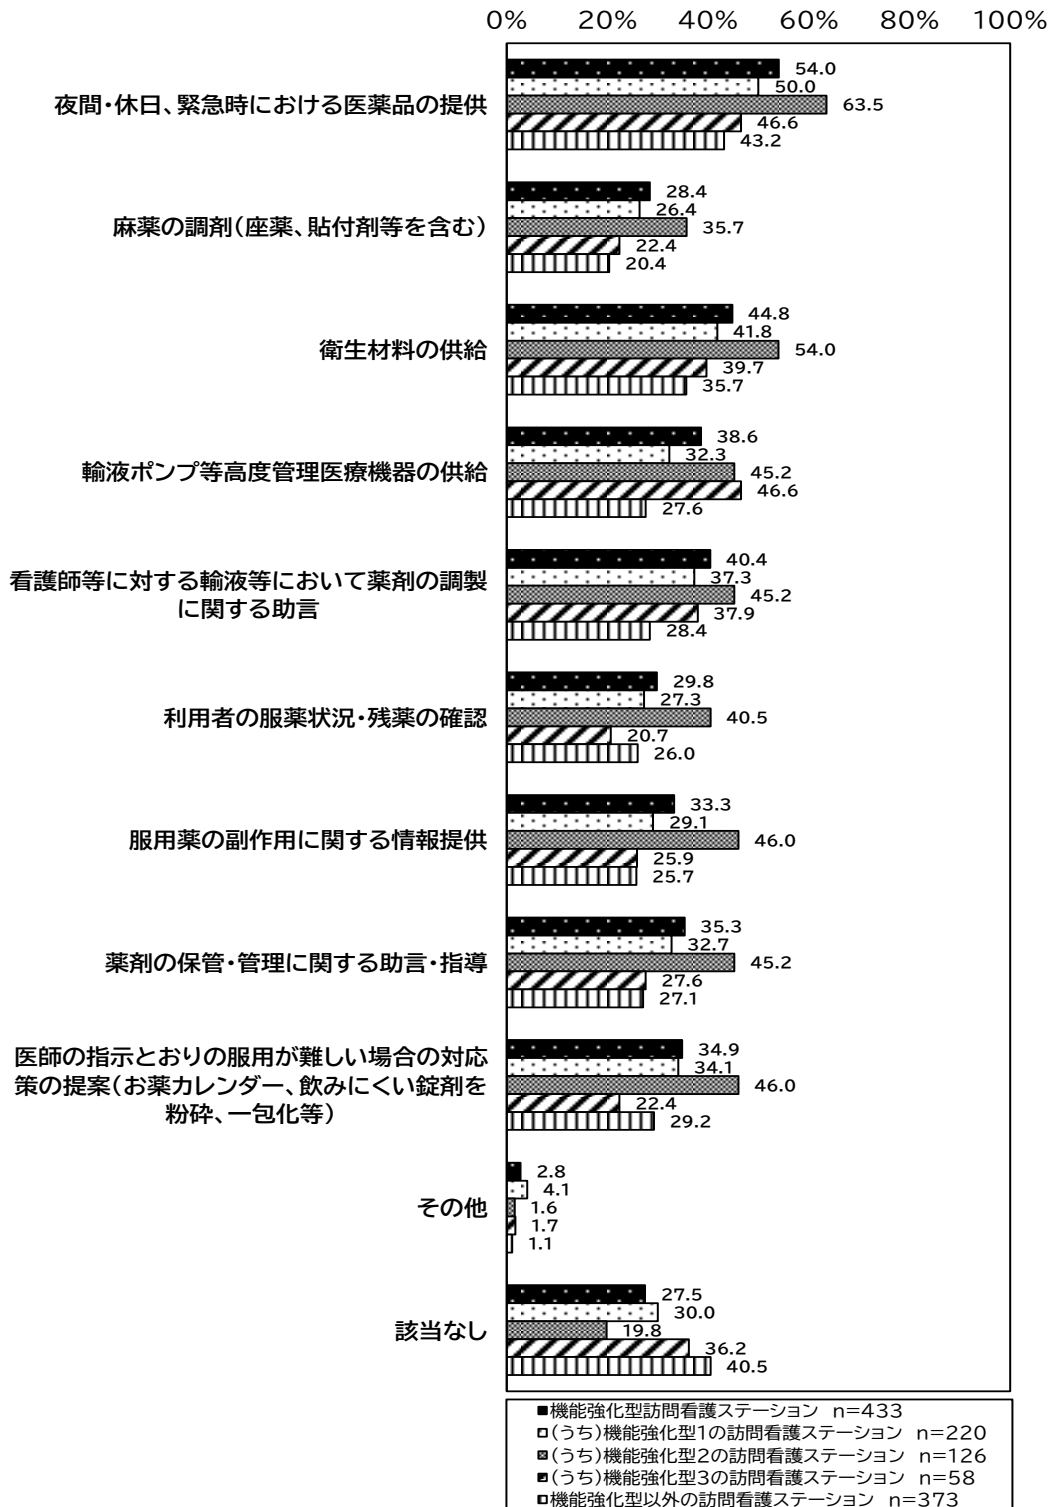 0% 20% 40% 60% 80% 100%
夜間・休日、緊急時における医薬品の提供
54.0
50.0
63.5
46.6
43.2
麻薬の調剤（座薬、貼付剤等を含む）
28.4
26.4
35.7
22.4
20.4
衛生材料の供給
44.8
41.8
54.0
39.7
35.7
輸液ポンプ等高度管理医療機器の供給
38.6
32.3
45.2
46.6
27.6
看護師等に対する輸液等において薬剤の調製
に関する助言
40.4
37.3
45.2
37.9
28.4
利用者の服薬状況・残薬の確認
29.8
27.3
40.5
20.7
26.0
服用薬の副作用に関する情報提供
33.3
29.1
46.0
25.9
25.7
薬剤の保管・管理に関する助言・指導
35.3
32.7
45.2
27.6
27.1
医師の指示とおりの服用が難しい場合の対応
策の提案（お薬カレンダー、飲みにくい錠剤を
粉砕、一包化等）
34.9
34.1
46.0
22.4
29.2
その他
2.8
4.1
1.6
1.7
1.1
該当なし
27.5
30.0
19.8
36.2
40.5
機能強化型訪問看護ステーション n=433
（うち）機能強化型1の訪問看護ステーション n=220
（うち）機能強化型2の訪問看護ステーション n=126
（うち）機能強化型3の訪問看護ステーション n=58
機能強化型以外の訪問看護ステーション n=373